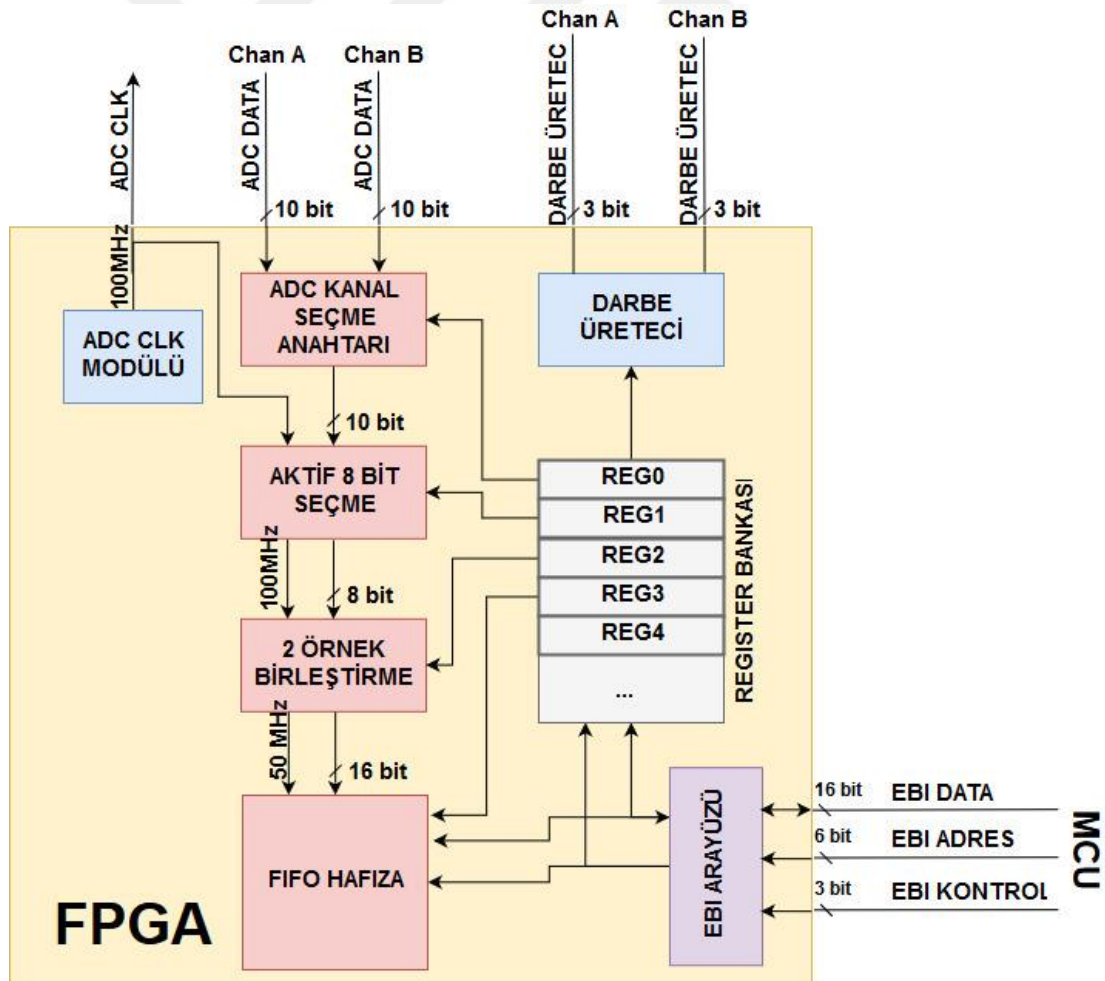 Chan A
Chan B
Chan A
Chan B
ADC CLK
ADC DATA
ADC DATA
DARBE ÜRETEC
DARBE ÜRETEC
10 bit
10 bit
3 bit
3 bit
100MHz
ADC CLK
MODÜLÜ
ADC KANAL
SEÇME
ANAHTARI
DARBE
ÜRETECİ
10 bit
AKTİF 8 BİT
SEÇME
REG0
REG1
REG2
REG3
REG4
...
REGISTER BANKASI
100MHz
8 bit
2 ÖRNEK
BİRLEŞTİRME
50 MHz
16 bit
FIFO HAFIZA
EBI ARAYÜZÜ
16 bit
EBI DATA
6 bit
EBI ADRES
3 bit
EBI KONTROL
MCU
FPGA